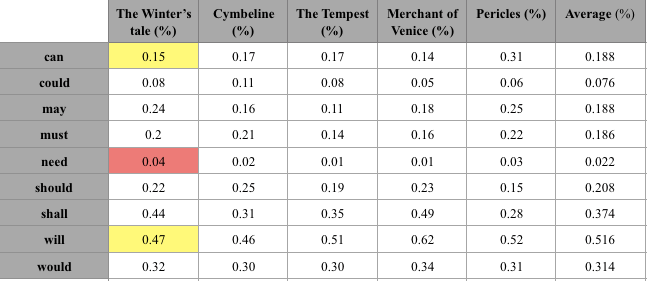 The Winter's tale (%) Cymbeline (%) The Tempest (%) Merchant of Venice (%) Pericles (%) Average (%)
can 0.15 0.17 0.17 0.14 0.31 0.188
could 0.08 0.11 0.08 0.05 0.06 0.076
may 0.24 0.16 0.11 0.18 0.25 0.188
must 0.2 0.21 0.14 0.16 0.22 0.186
need 0.04 0.02 0.01 0.01 0.03 0.022
should 0.22 0.25 0.19 0.23 0.15 0.208
shall 0.44 0.31 0.35 0.49 0.28 0.374
will 0.47 0.46 0.51 0.62 0.52 0.516
would 0.32 0.30 0.30 0.34 0.31 0.314